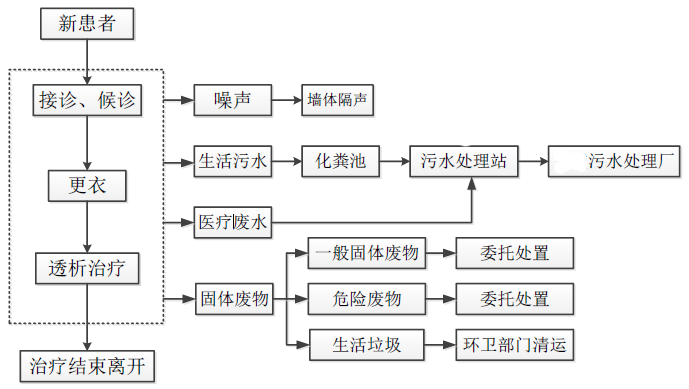 新患者
接诊、候诊
更衣
透析治疗
治疗结束离开
噪声
墙体隔声
生活污水
化粪池
污水处理站
污水处理厂
医疗废水
固体废物
一般固体废物
委托处置
危险废物
委托处置
生活垃圾
环卫部门清运